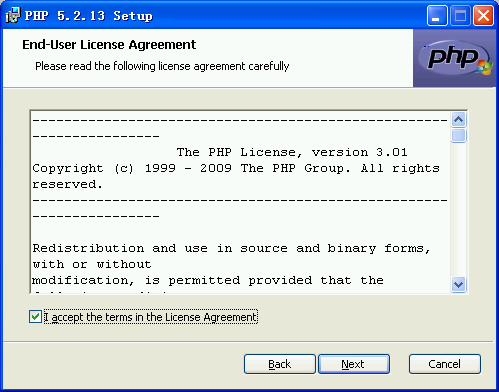 PHP 5.2.13 Setup
End-User License Agreement
Please read the following license agreement carefully
php
--------------------------------------------------------------------
The PHP License, version 3.01
Copyright (c) 1999 - 2009 The PHP Group. All rights
reserved.
--------------------------------------------------------------------
Redistribution and use in source and binary forms,
with or without
modification, is permitted provided that the
I accept the terms in the License Agreement
Back
Next
Cancel